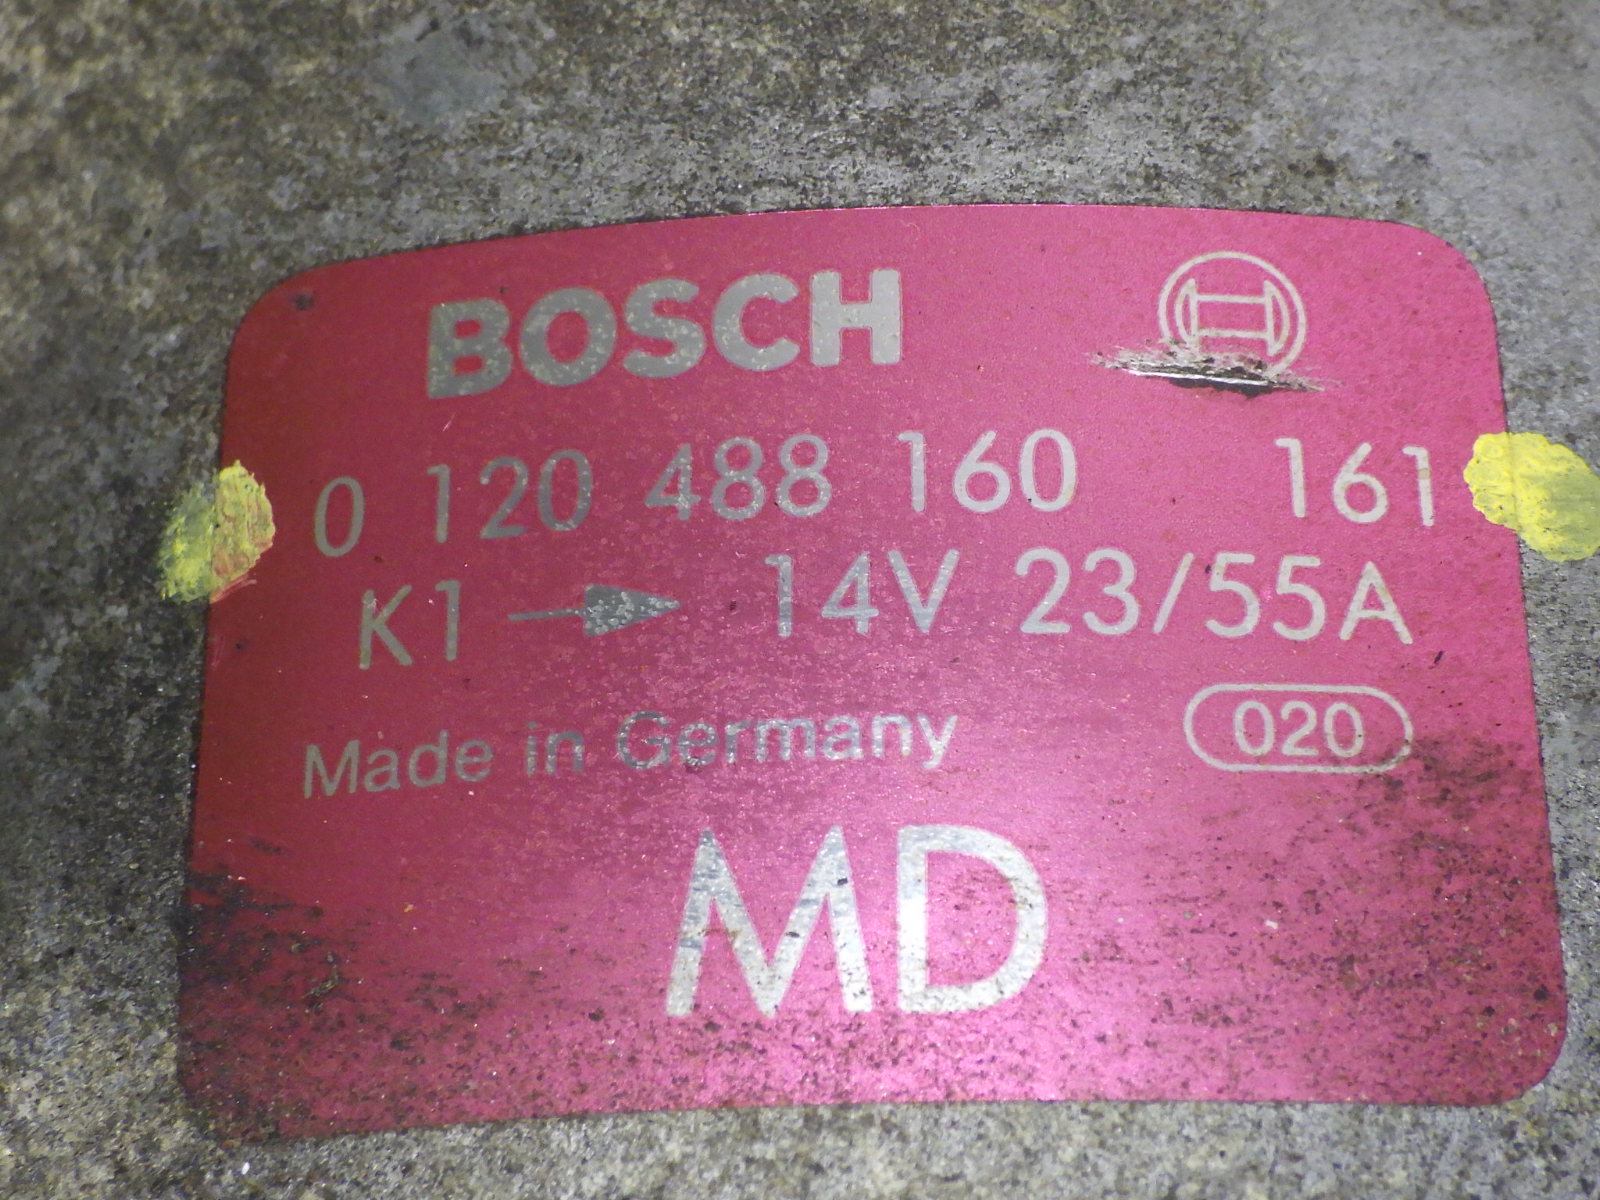 BOSCH
0 120 488 160 161
K1 → 14V 23/55A
Made in Germany 020
MD